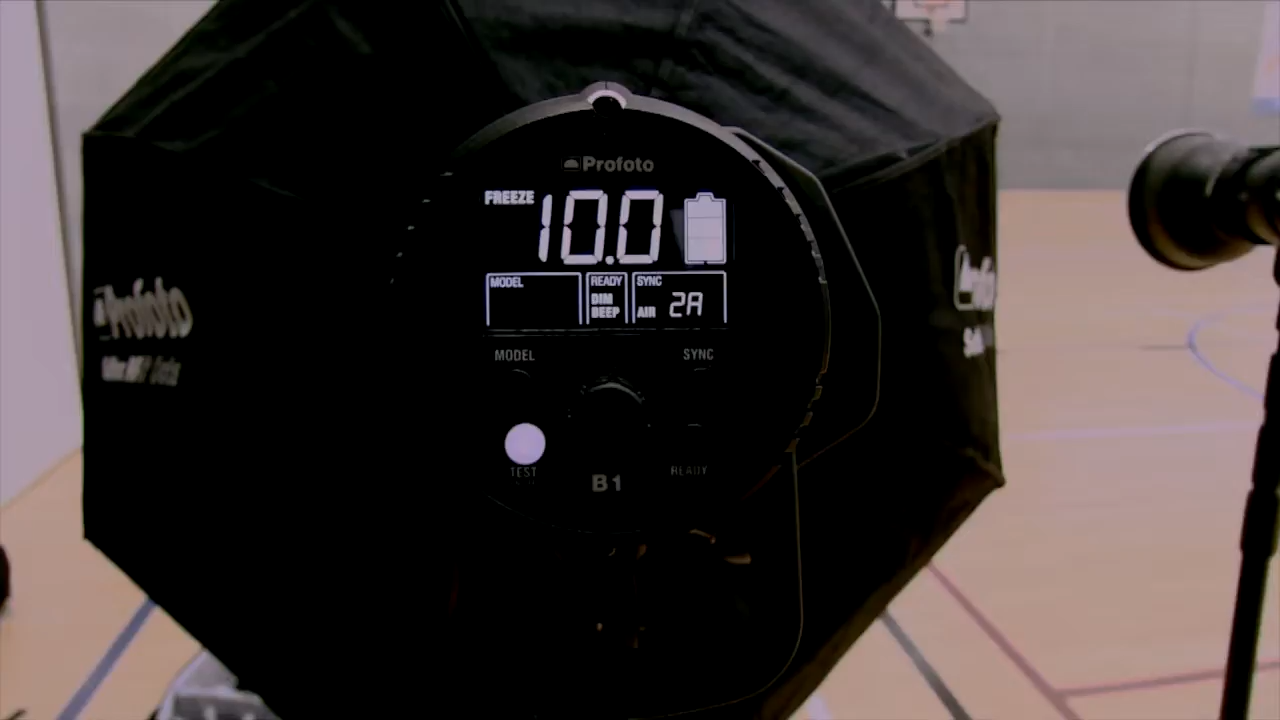 Profoto
FREEZE
10.0
MODEL
READY
DIM
BEEP
SYNC
AIR 2A
MODEL
SYNC
TEST
READY
B1
Profoto